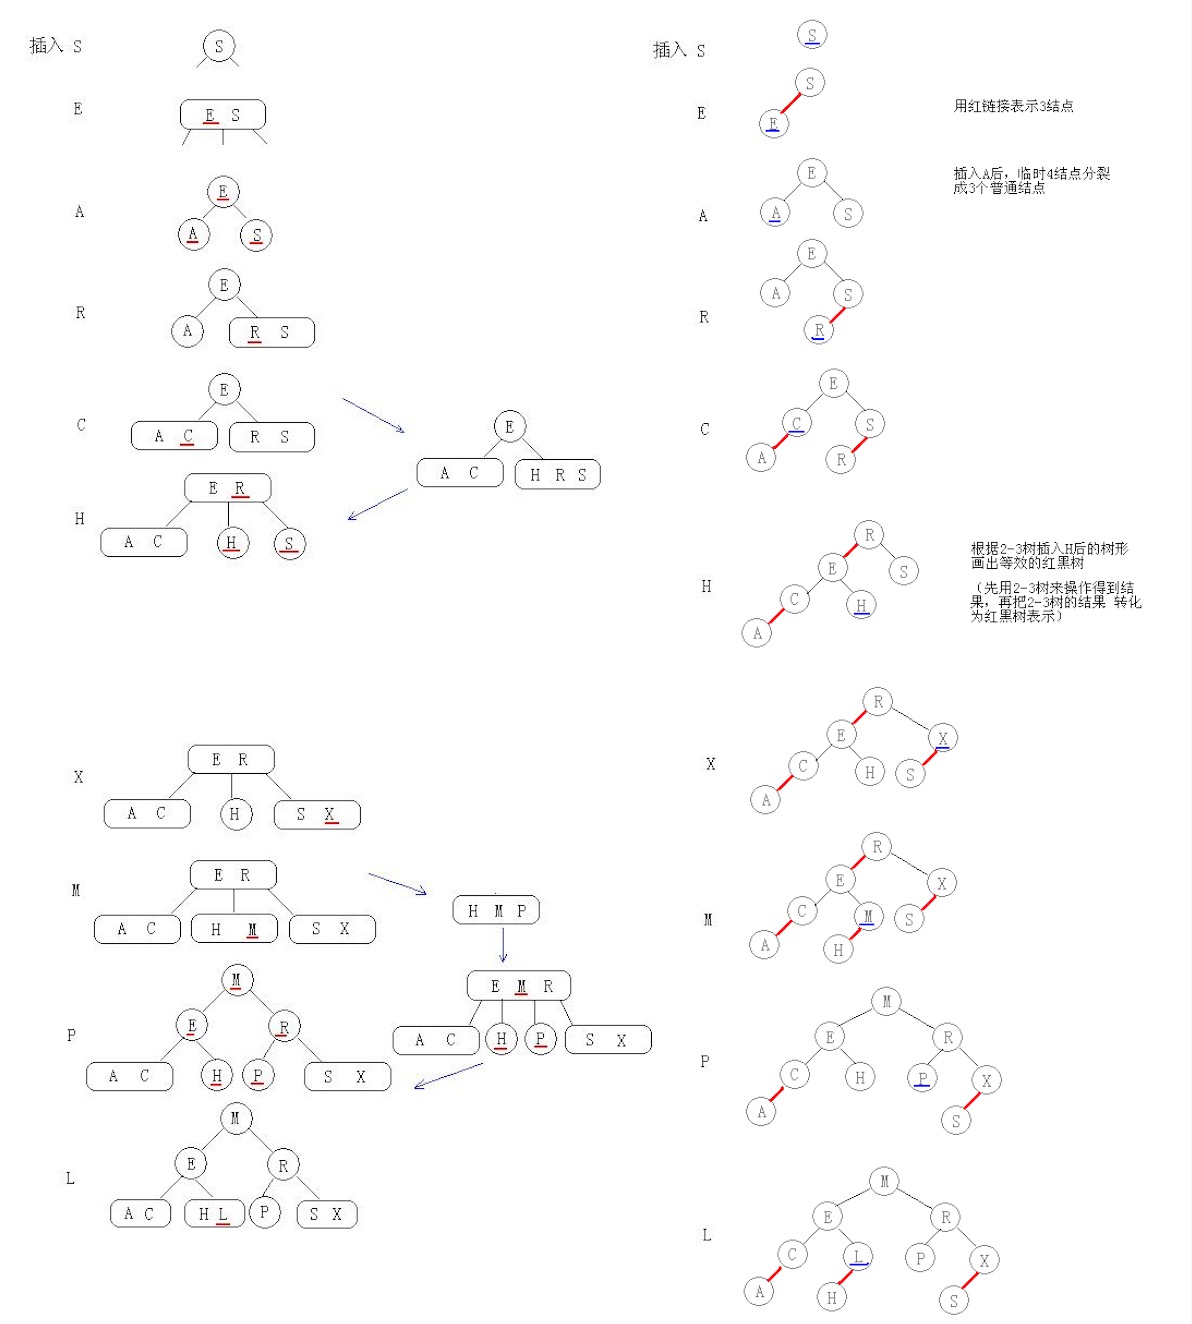 插入 S
S
E
E S
A
E
A S
R
E
A R S
C
E
A C R S
E
A C H R S
H
E R
A C H S
X
E R
A C H S X
M
E R
A C H M S X
H M P
E M R
A C H P S X
P
M
E R
A C H P S X
L
M
E R
A C H L P S X
插入 S
S
E
S
E
用红链接表示3结点
A
E
A S
插入A后，临时4结点分裂
成3个普通结点
R
E
A S
R
C
E
C S
A R
H
R
E S
C H
A
根据2-3树插入H后的树形
画出等效的红黑树
（先用2-3树来操作得到结
果，再把2-3树的结果 转化
为红黑树表示）
X
R
E X
C H S
A
M
R
E X
C M S
A H
P
M
E R
C H P X
A S
L
M
E R
C L P X
A H S